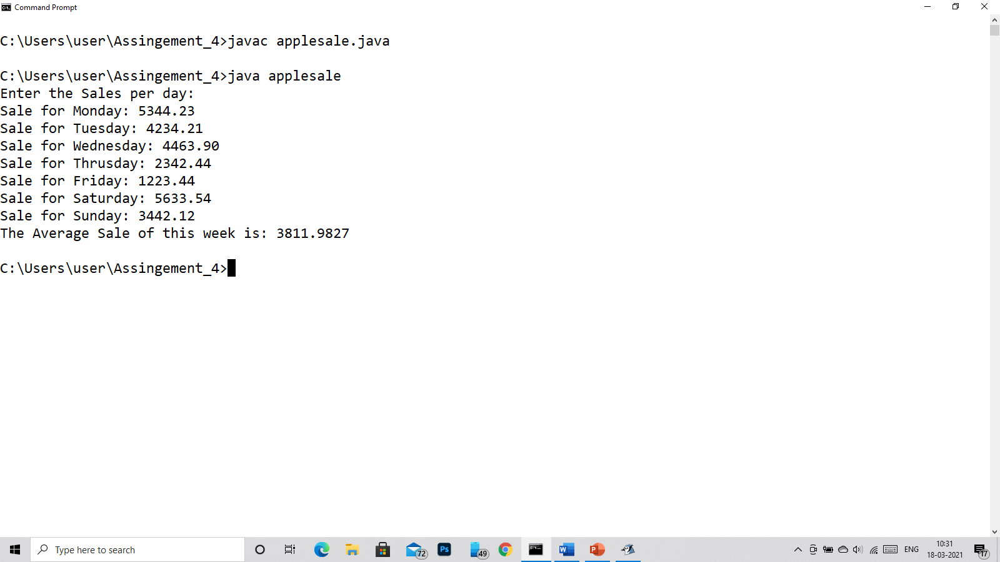 Command Prompt
C:\Users\user\Assingement_4>javac applesale.java
C:\Users\user\Assingement_4>java applesale
Enter the Sales per day:
Sale for Monday: 5344.23
Sale for Tuesday: 4234.21
Sale for Wednesday: 4463.90
Sale for Thrusday: 2342.44
Sale for Friday: 1223.44
Sale for Saturday: 5633.54
Sale for Sunday: 3442.12
The Average Sale of this week is: 3811.9827
C:\Users\user\Assingement_4>
Type here to search
72
Ps
49
W
P
ENG
10:31
18-03-2021
17